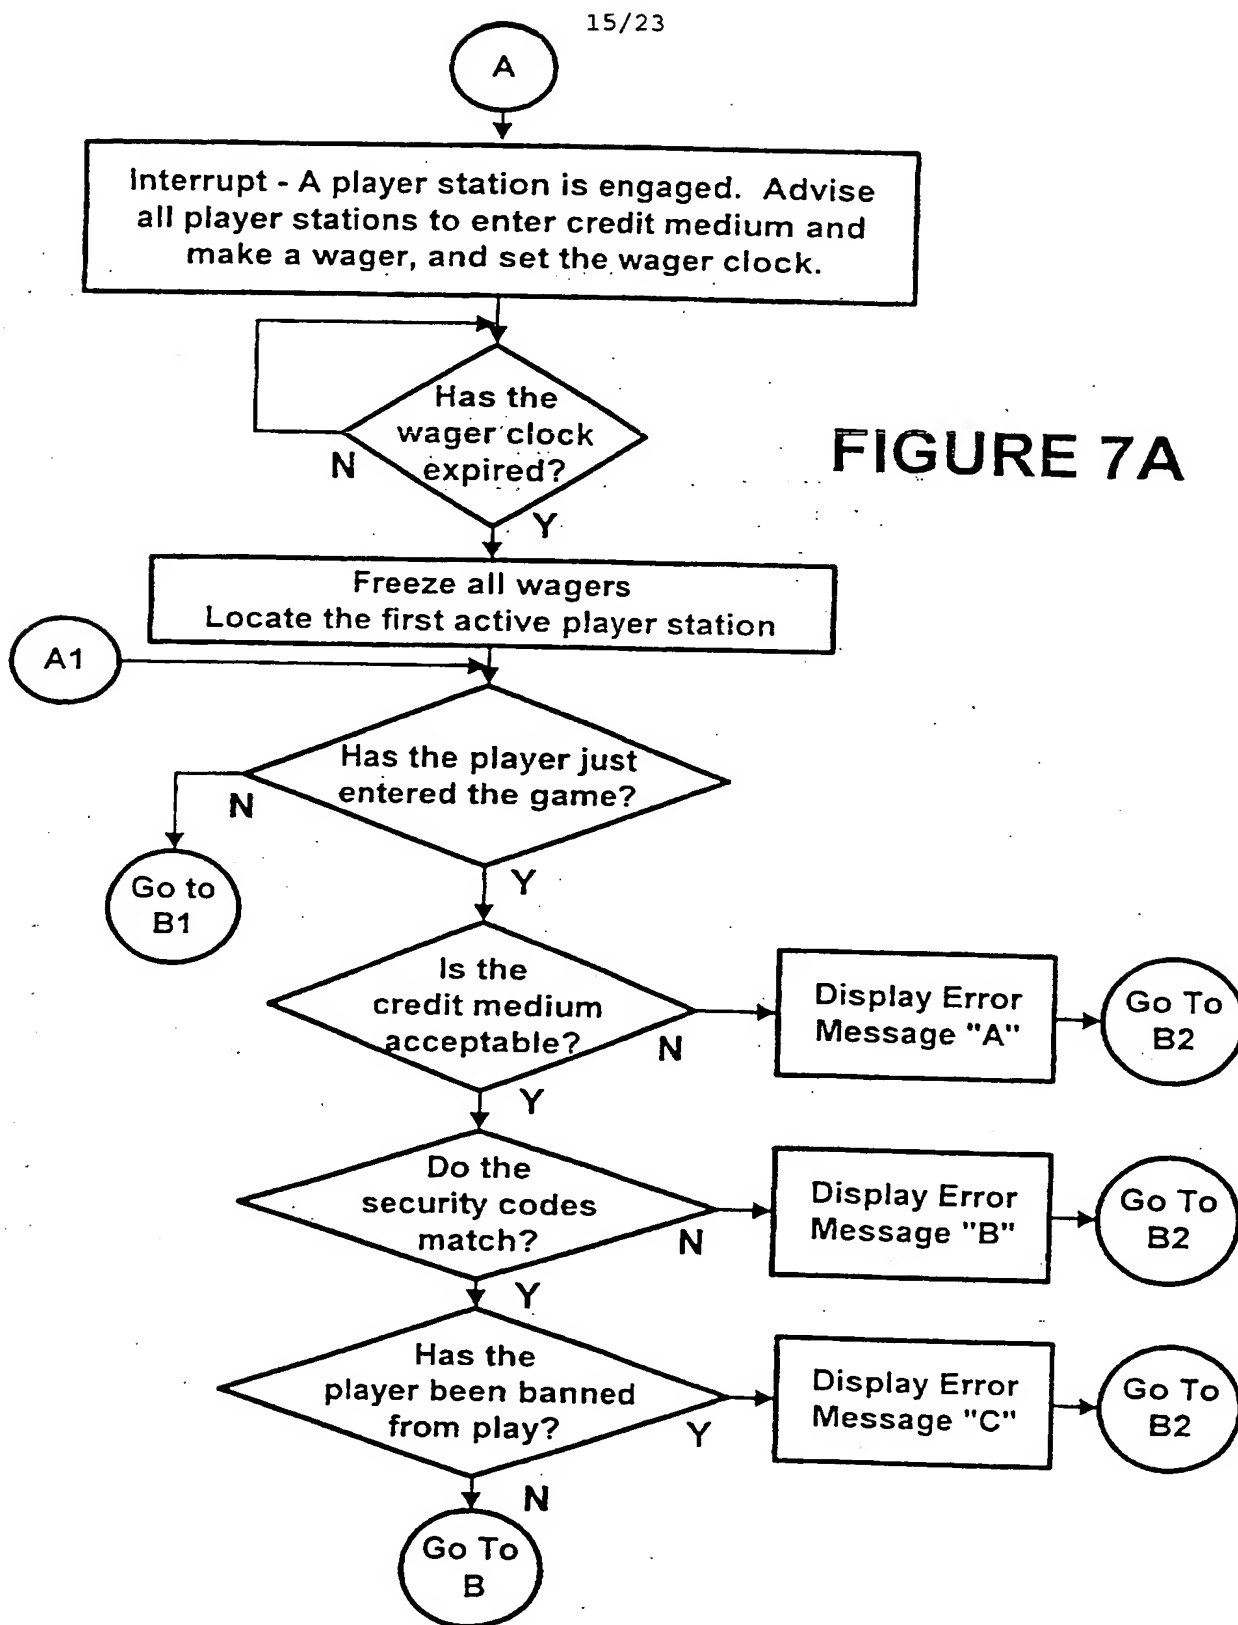 15/23
A
Interrupt - A player station is engaged. Advise
all player stations to enter credit medium and
make a wager, and set the wager clock.
Has the
wager clock
expired?
N
Y
FIGURE 7A
Freeze all wagers
Locate the first active player station
A1
Has the player just
entered the game?
N
Y
Go to
B1
Is the
credit medium
acceptable?
N
Y
Display Error
Message "A"
Go To
B2
Do the
security codes
match?
N
Y
Display Error
Message "B"
Go To
B2
Has the
player been banned
from play?
Y
N
Display Error
Message "C"
Go To
B2
Go To
B